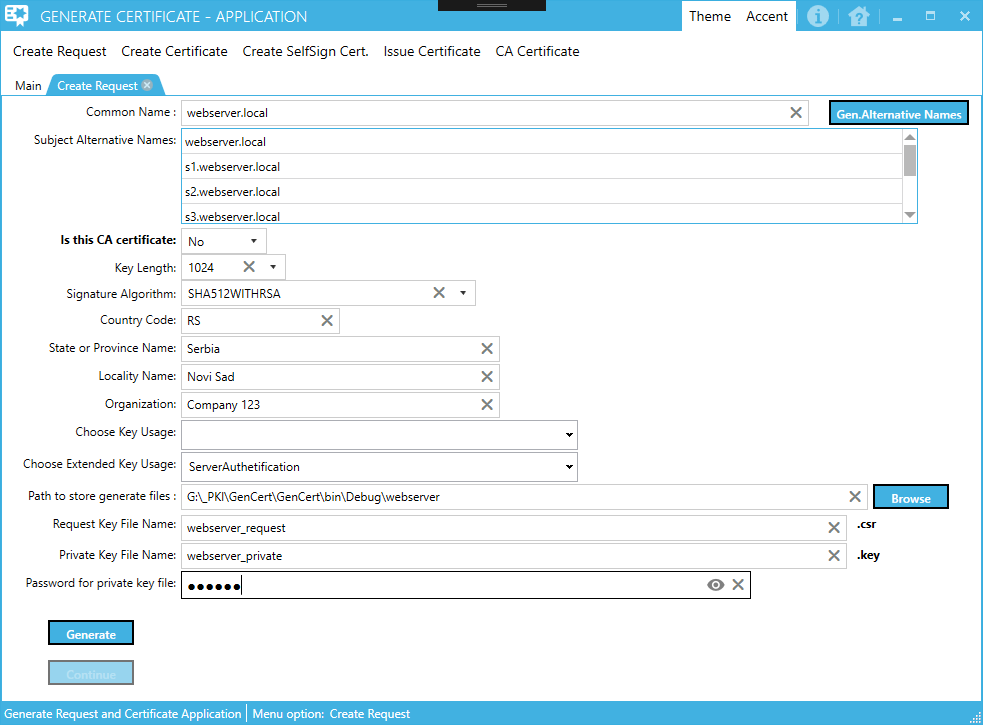 GENERATE CERTIFICATE - APPLICATION
Theme Accent
Create Request Create Certificate Create SelfSign Cert. Issue Certificate CA Certificate
Main Create Request
Common Name : webserver.local Gen.Alternative Names
Subject Alternative Names: webserver.local
s1.webserver.local
s2.webserver.local
s3.webserver.local
Is this CA certificate: No
Key Length: 1024
Signature Algorithm: SHA512WITHRSA
Country Code: RS
State or Province Name: Serbia
Locality Name: Novi Sad
Organization: Company 123
Choose Key Usage:
Choose Extended Key Usage: ServerAuthetification
Path to store generate files : G:\_PKI\GenCert\GenCert\bin\Debug\webserver Browse
Request Key File Name: webserver_request .csr
Private Key File Name: webserver_private .key
Password for private key file: ●●●●●●
Generate
Continue
Generate Request and Certificate Application Menu option: Create Request